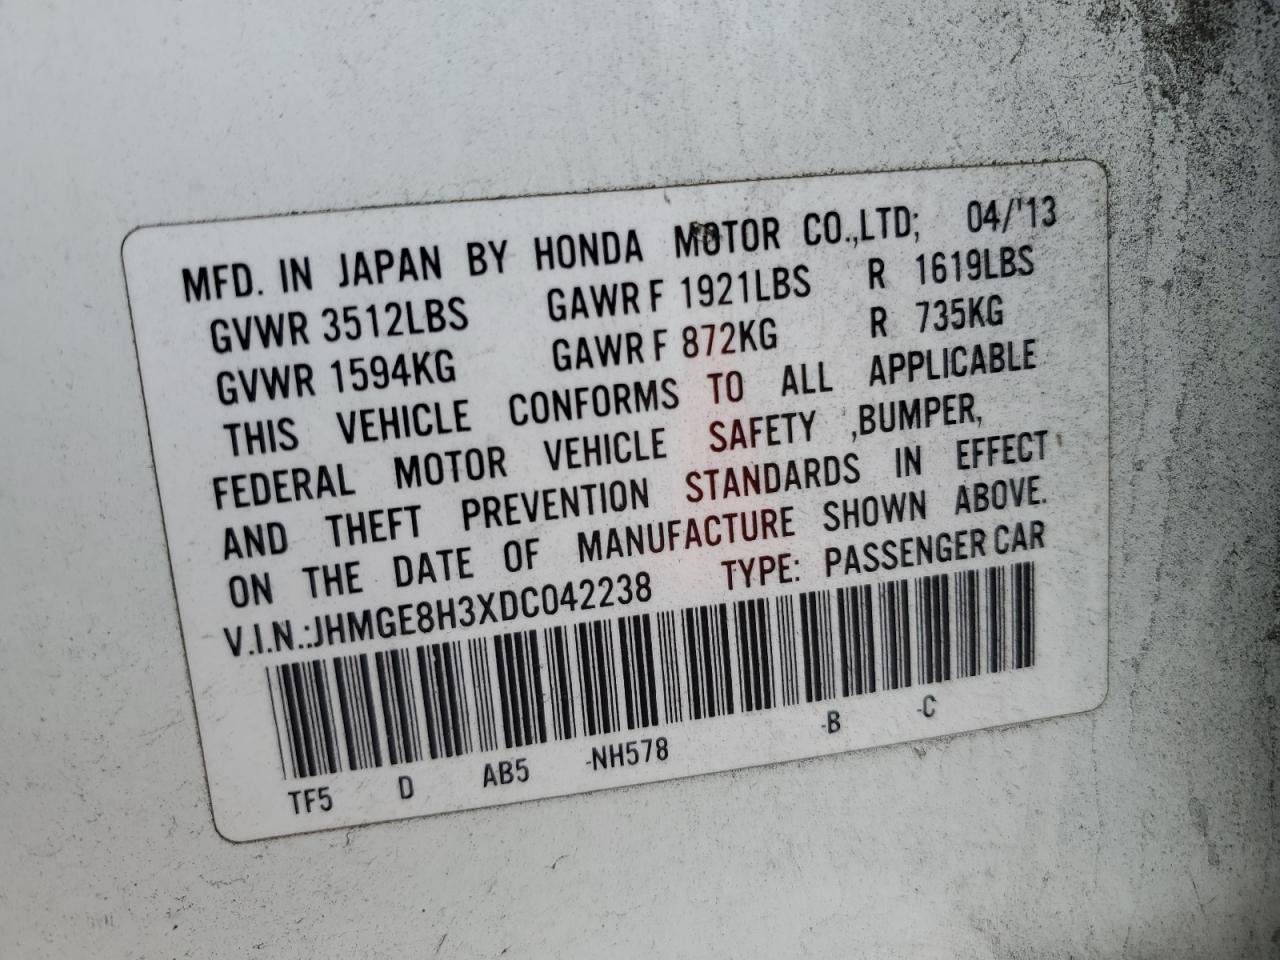 MFD. IN JAPAN BY HONDA MOTOR CO.,LTD; 04/'13
GVWR 3512LBS GAWR F 1921LBS R 1619LBS
GVWR 1594KG GAWR F 872KG R 735KG
THIS VEHICLE CONFORMS TO ALL APPLICABLE
FEDERAL MOTOR VEHICLE SAFETY ,BUMPER,
AND THEFT PREVENTION STANDARDS IN EFFECT
ON THE DATE OF MANUFACTURE SHOWN ABOVE.
V.I.N.:JHMGE8H3XDC042238 TYPE: PASSENGER CAR
TF5 D AB5 -NH578 -B -C